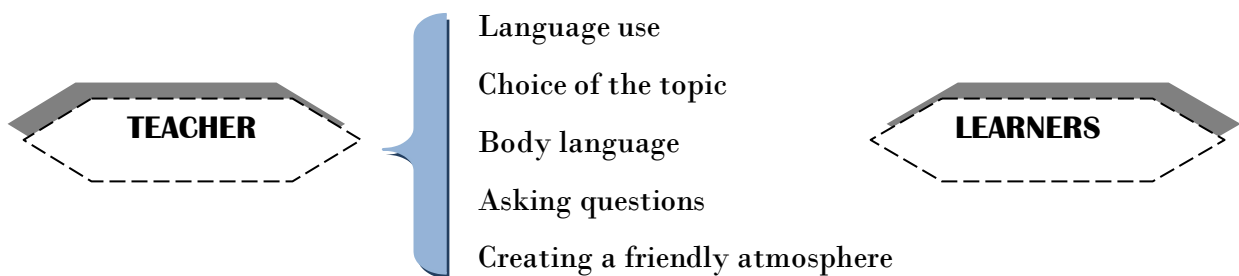 Language use
Choice of the topic
TEACHER
LEARNERS
Body language
Asking questions
Creating a friendly atmosphere